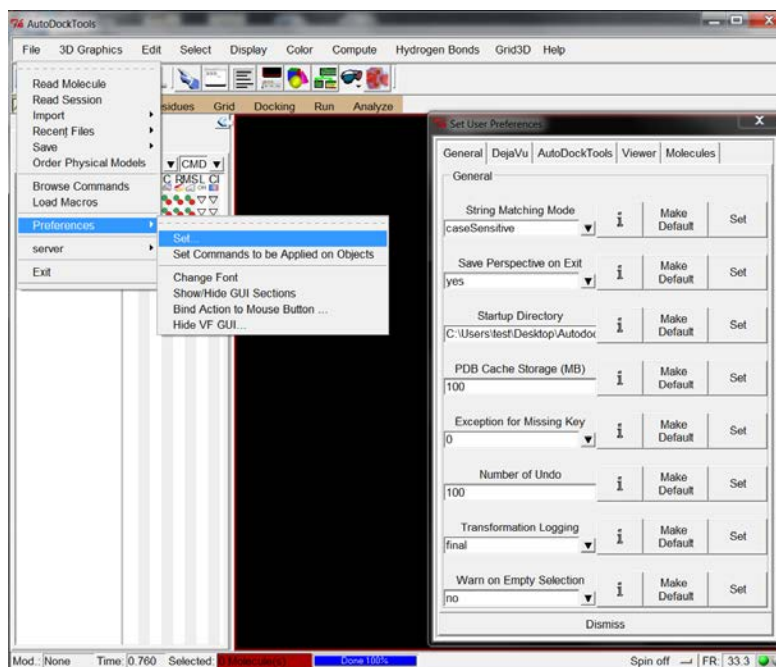 AutoDockTools
File 3D Graphics Edit Select Display Color Compute Hydrogen Bonds Grid3D Help
Grid Docking Run Analyze
Read Molecule
Read Session
Import
Recent Files
Save
Order Physical Models
Browse Commands
Load Macros
Preferences
server
Exit
CMD
Set...
Set Commands to be Applied on Objects
Change Font
Show/Hide GUI Sections
Bind Action to Mouse Button ...
Hide VF GUI...
Set User Preferences X
General DejaVu AutoDockTools Viewer Molecules
General
String Matching Mode
caseSensitive
i Make Default Set
Save Perspective on Exit
yes
i Make Default Set
Startup Directory
C:\Users\test\Desktop\Autodoc
i Make Default Set
PDB Cache Storage (MB)
100
i Make Default Set
Exception for Missing Key
0
i Make Default Set
Number of Undo
100
i Make Default Set
Transformation Logging
final
i Make Default Set
Warn on Empty Selection
no
i Make Default Set
Dismiss
Mod.: None Time: 0.760 Selected: 0 Molecule(s) Done 100% Spin off FR: 33.3